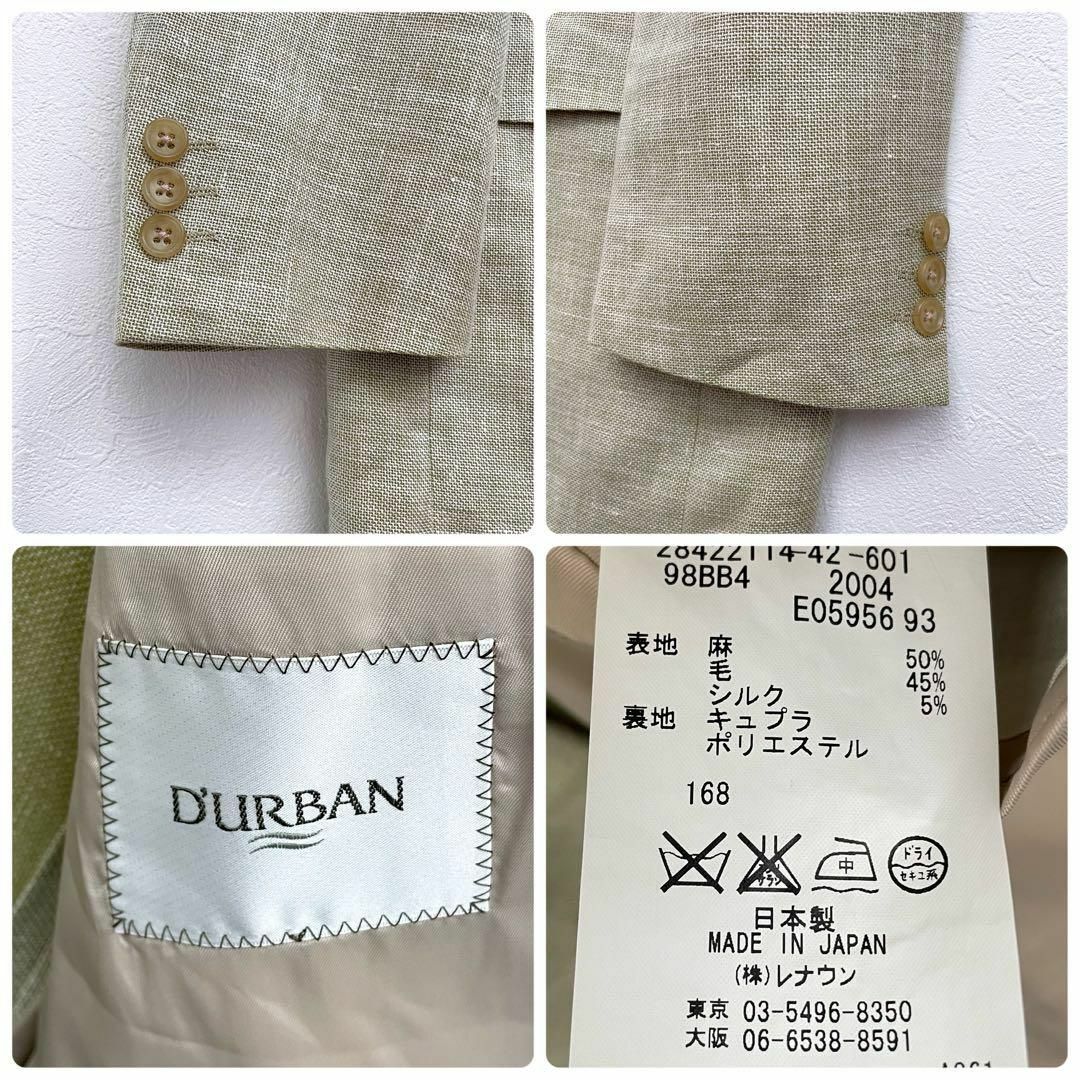 D'URBAN
28422114-42-601
98BB4 2004
E05956 93
表地 麻 50%
毛 45%
シルク 5%
裏地 キュプラ
ポリエステル
168
中
ドライ
セキユ系
日本製
MADE IN JAPAN
(株)レナウン
東京 03-5496-8350
大阪 06-6538-8591